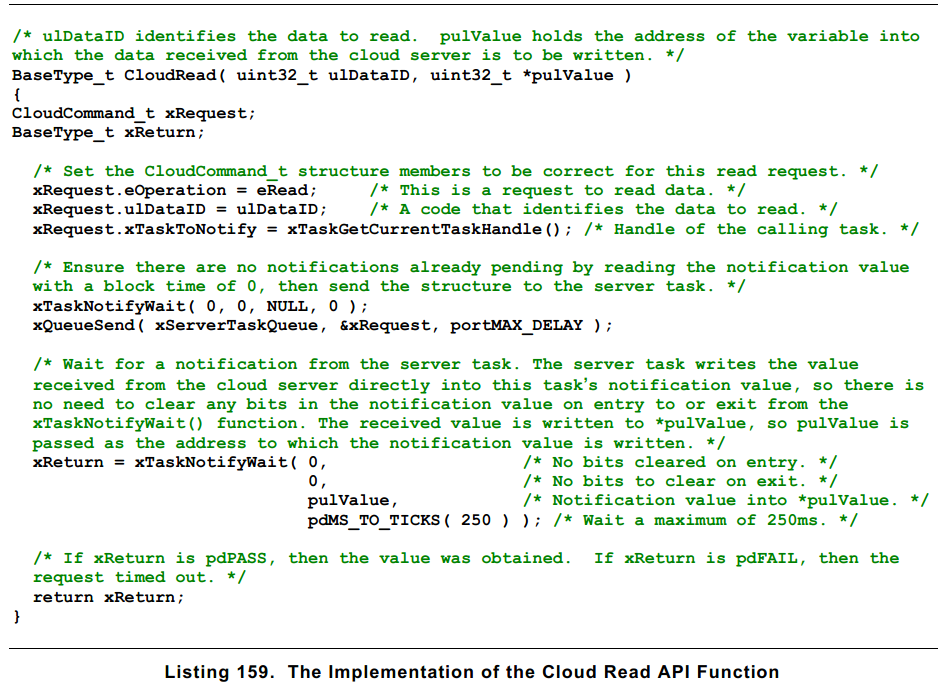 /* ulDataID identifies the data to read.  pulValue holds the address of the variable into
which the data received from the cloud server is to be written. */
BaseType_t CloudRead( uint32_t ulDataID, uint32_t *pulValue )
{
CloudCommand_t xRequest;
BaseType_t xReturn;
/* Set the CloudCommand_t structure members to be correct for this read request. */
xRequest.eOperation = eRead;     /* This is a request to read data. */
xRequest.ulDataID = ulDataID;    /* A code that identifies the data to read. */
xRequest.xTaskToNotify = xTaskGetCurrentTaskHandle(); /* Handle of the calling task. */
/* Ensure there are no notifications already pending by reading the notification value
with a block time of 0, then send the structure to the server task. */
xTaskNotifyWait( 0, 0, NULL, 0 );
xQueueSend( xServerTaskQueue, &xRequest, portMAX_DELAY );
/* Wait for a notification from the server task. The server task writes the value
received from the cloud server directly into this task’s notification value, so there is
no need to clear any bits in the notification value on entry to or exit from the
xTaskNotifyWait() function. The received value is written to *pulValue, so pulValue is
passed as the address to which the notification value is written. */
xReturn = xTaskNotifyWait( 0,                  /* No bits cleared on entry. */
0,                  /* No bits to clear on exit. */
pulValue,           /* Notification value into *pulValue. */
pdMS_TO_TICKS( 250 ) ); /* Wait a maximum of 250ms. */
/* If xReturn is pdPASS, then the value was obtained.  If xReturn is pdFAIL, then the
request timed out. */
return xReturn;
}
Listing 159.  The Implementation of the Cloud Read API Function